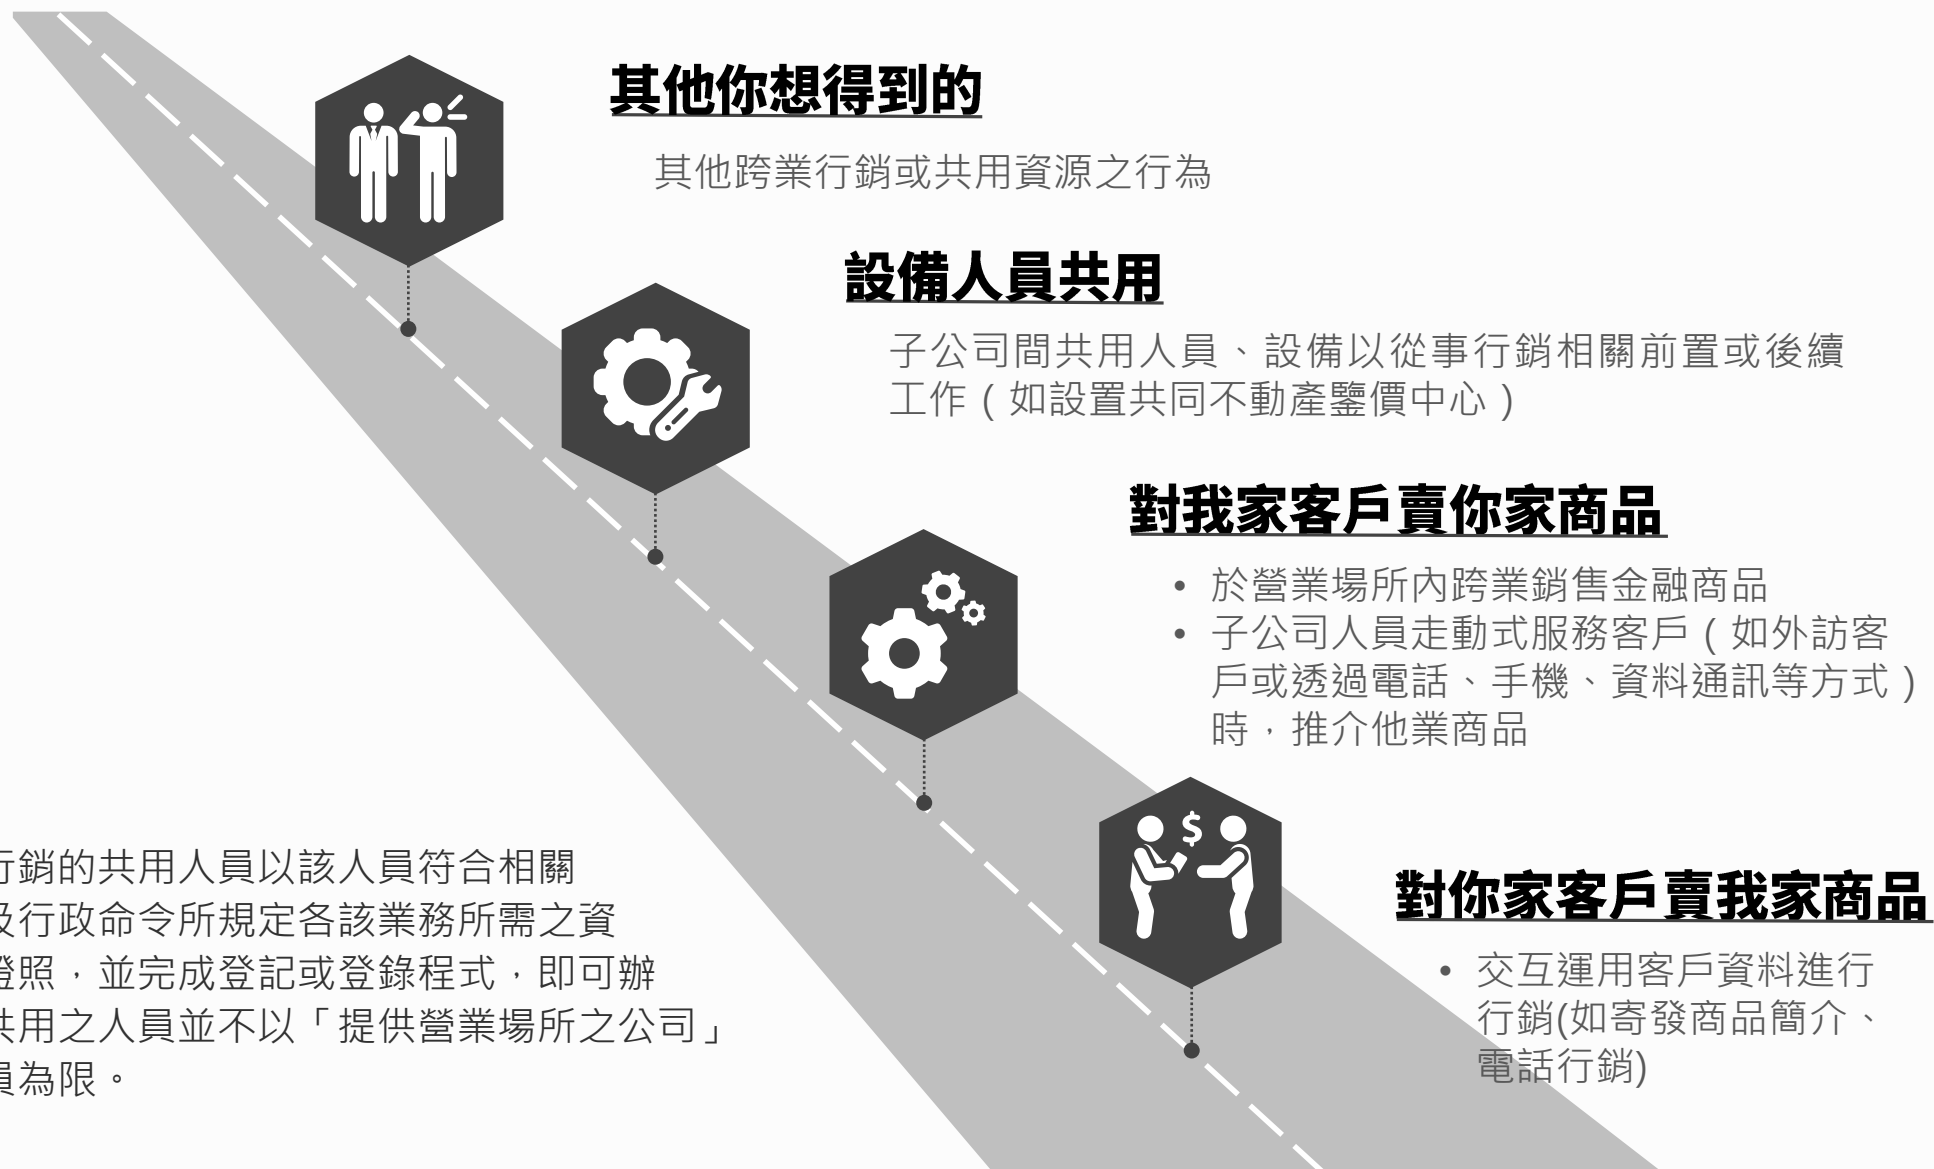 其他你想得到的
其他跨業行銷或共用資源之行為
設備人員共用
子公司間共用人員、設備以從事行銷相關前置或後續
工作（如設置共同不動產鑒價中心）
對我家客戶賣你家商品
• 於營業場所內跨業銷售金融商品
• 子公司人員走動式服務客戶（如外訪客
戶或透過電話、手機、資料通訊等方式）
時，推介他業商品
對你家客戶賣我家商品
• 交互運用客戶資料進行
行銷(如寄發商品簡介、
電話行銷)
行銷的共用人員以該人員符合相關
及行政命令所規定各該業務所需之資
證照，並完成登記或登錄程式，即可辦
共用之人員並不以「提供營業場所之公司」
員為限。
$